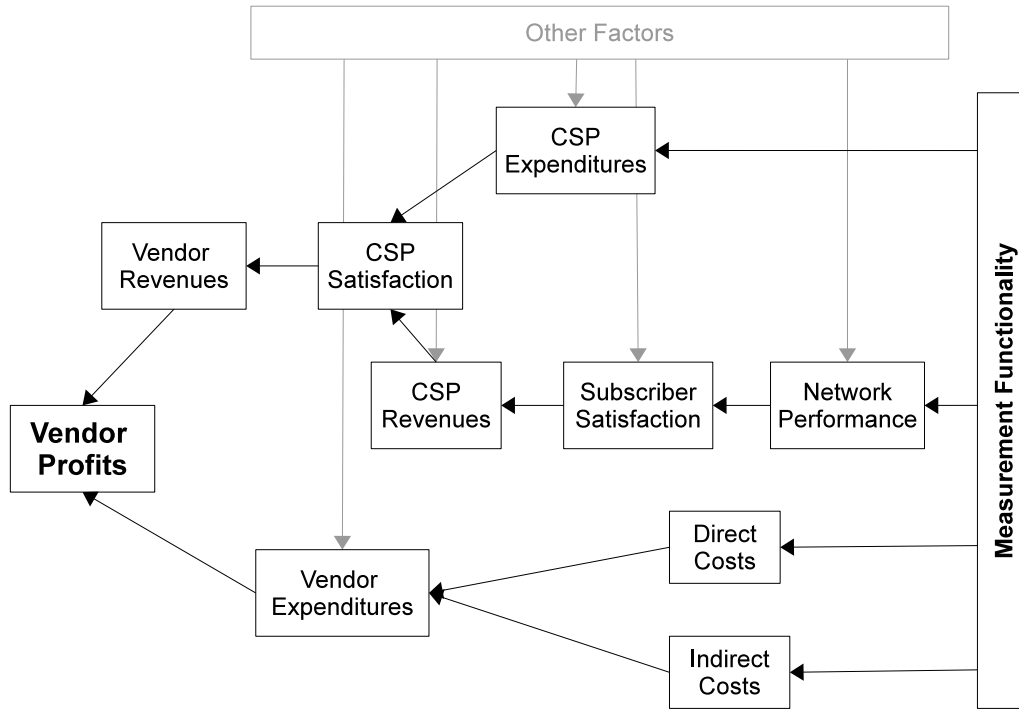 Other Factors
CSP
Expenditures
Vendor
Revenues
CSP
Satisfaction
CSP
Revenues
Subscriber
Satisfaction
Network
Performance
Vendor
Profits
Direct
Costs
Vendor
Expenditures
Indirect
Costs
Measurement Functionality